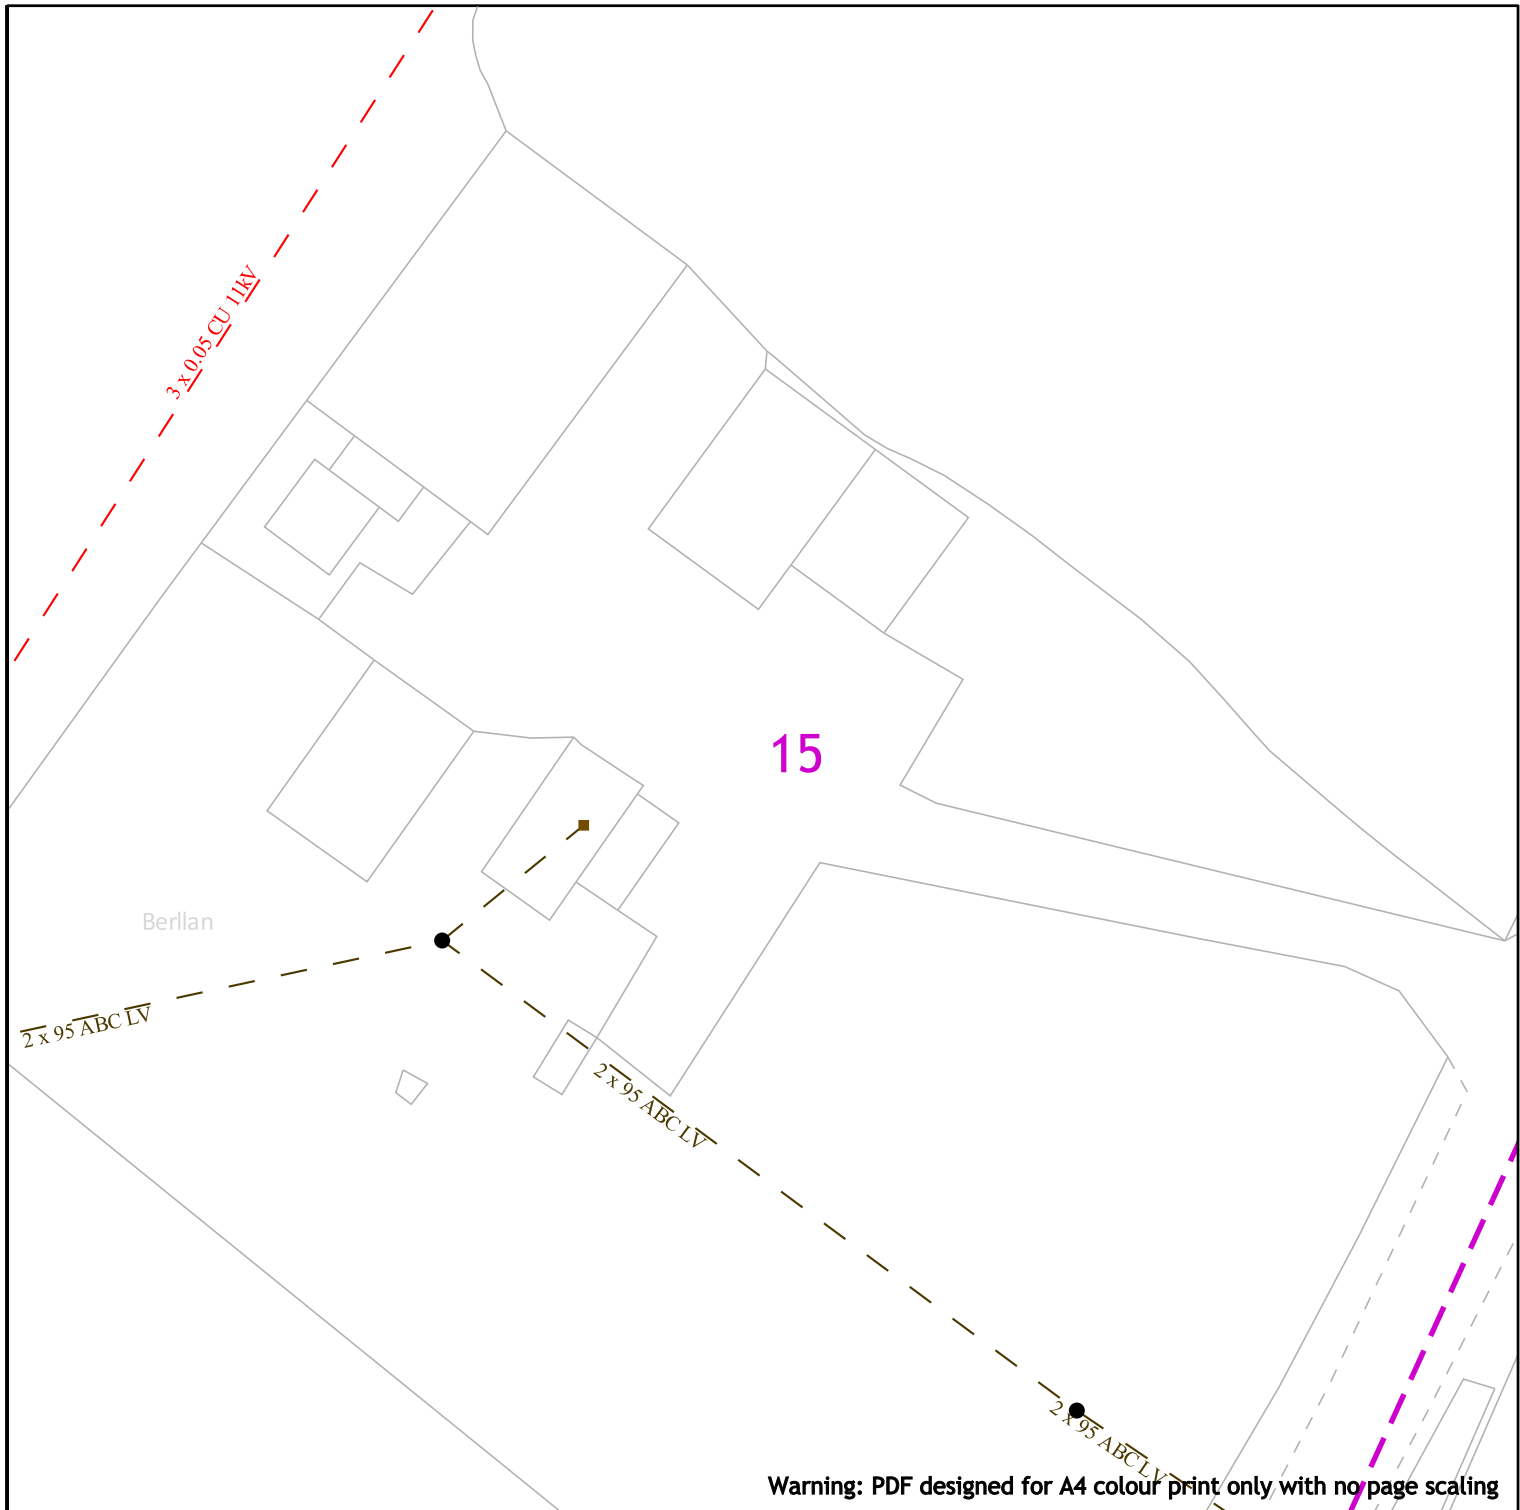 3 x 0.05 CU 11kV
15
Berllan
2 x 95 ABC LV
2 x 95 ABC LV
2 x 95 ABC LV
Warning: PDF designed for A4 colour print only with no page scaling